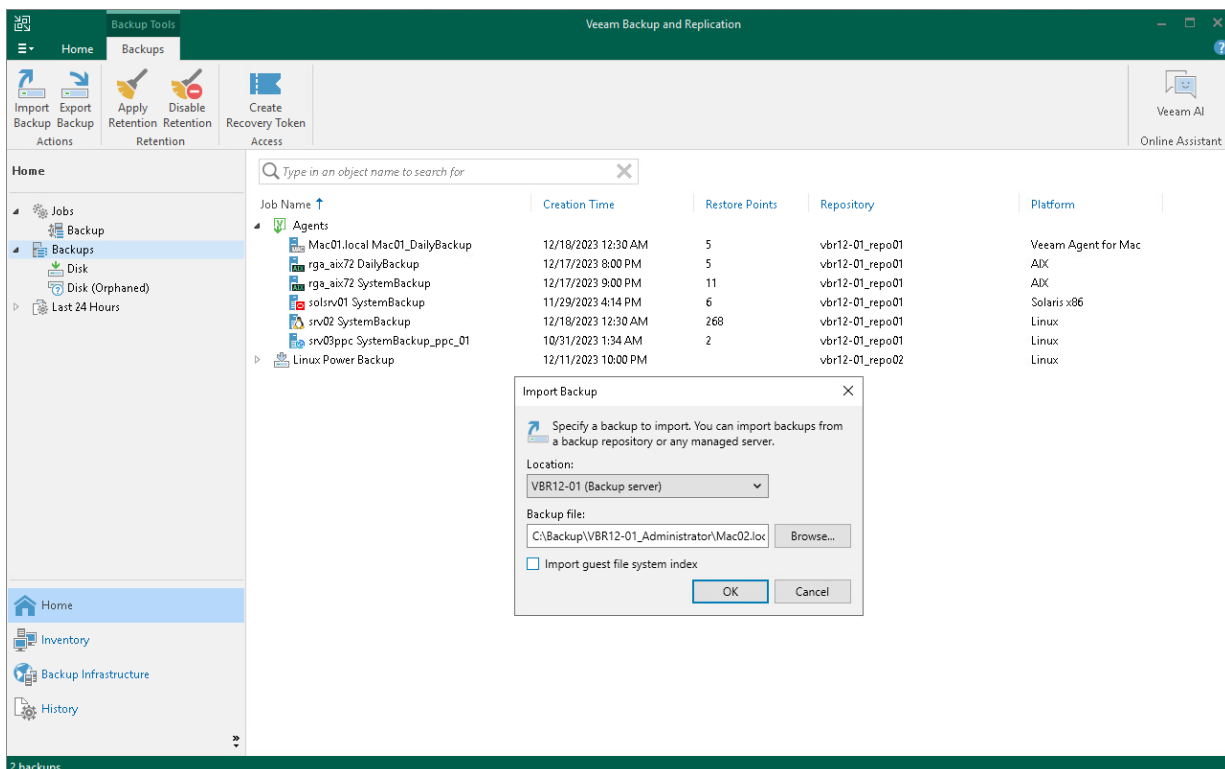 Backup Tools
Veeam Backup and Replication
Home Backups
Import Backup
Export Backup
Apply Retention
Disable Retention
Create Recovery Token
Veeam AI
Actions Retention Access Online Assistant
Home
Type in an object name to search for
Jobs
Backup
Backups
Disk
Disk (Orphaned)
Last 24 Hours
Job Name Creation Time Restore Points Repository Platform
Agents
Mac01.local Mac01_DailyBackup 12/18/2023 12:30 AM 5 vbr12-01_repo01 Veeam Agent for Mac
rga_aix72 DailyBackup 12/17/2023 8:00 PM 5 vbr12-01_repo01 AIX
rga_aix72 SystemBackup 12/17/2023 9:00 PM 11 vbr12-01_repo01 AIX
solsrv01 SystemBackup 11/29/2023 4:14 PM 6 vbr12-01_repo01 Solaris x86
srv02 SystemBackup 12/18/2023 12:30 AM 268 vbr12-01_repo01 Linux
srv03ppc SystemBackup_ppc_01 10/31/2023 1:34 AM 2 vbr12-01_repo01 Linux
Linux Power Backup 12/11/2023 10:00 PM vbr12-01_repo02 Linux
Import Backup
Specify a backup to import. You can import backups from
a backup repository or any managed server.
Location:
VBR12-01 (Backup server)
Backup file:
C:\Backup\VBR12-01_Administrator\Mac02.loc Browse...
Import guest file system index
OK Cancel
Home
Inventory
Backup Infrastructure
History
2 backups